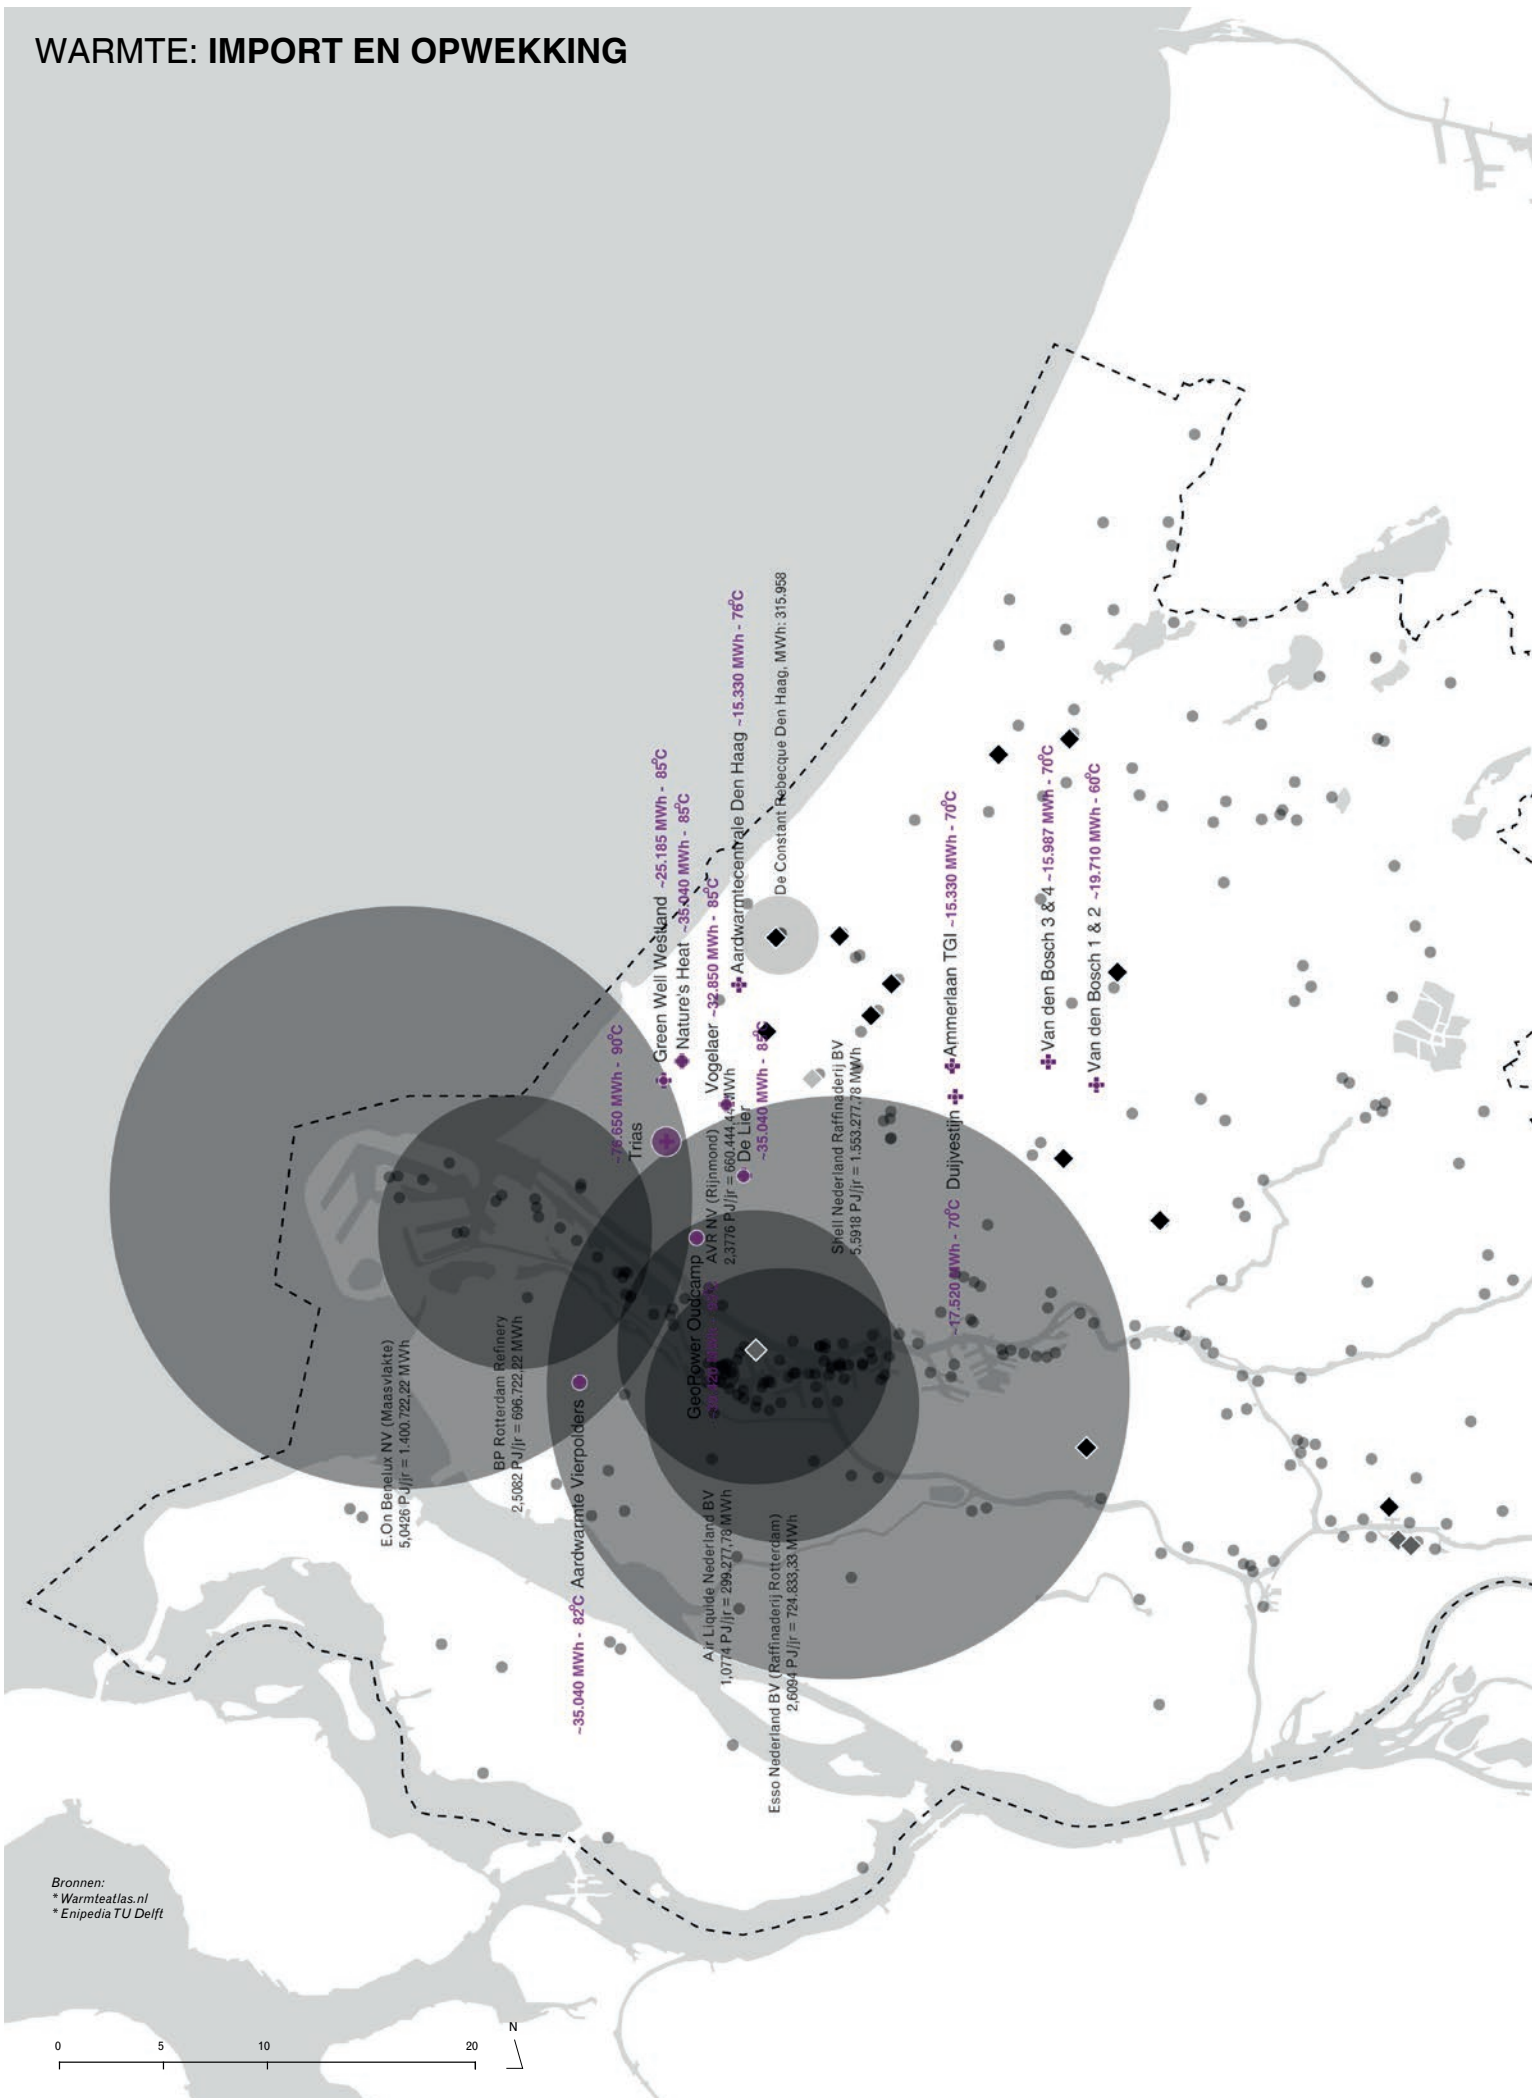 WARMTE: IMPORT EN OPWEKKING
Aardwarmtecentrale Den Haag ~15.330 MWh - 76°C
De Constant Rebecque Den Haag, MWh: 315.958
Green Well Westland ~25.185 MWh - 85°C
Nature's Heat ~35.040 MWh - 85°C
Vogelaer ~32.850 MWh - 85°C
Ammerlaan TGI ~15.330 MWh - 70°C
Van den Bosch 3 & 4 ~15.987 MWh - 70°C
Van den Bosch 1 & 2 ~19.710 MWh - 60°C
MWh - 90°C
Trias
De Lier
~35.040 MWh - 85°C
AVR NV (Rijnmond)
2,3776 PJ/jr = 660.444,44 MWh
Shell Nederland Raffinaderij BV
5,5918 PJ/jr = 1.553.277,78 MWh
~17.520 MWh - 70°C Duijvestijn
GeoPower Oudcamp
E.On Benelux NV (Maasvlakte)
5,0426 PJ/jr = 1.400.722,22 MWh
BP Rotterdam Refinery
2,5082 PJ/jr = 696.722,22 MWh
~35.040 MWh - 82°C Aardwarmte Vierpolders
Air Liquide Nederland BV
1,0774 PJ/jr = 299.277,78 MWh
Esso Nederland BV (Raffinaderij Rotterdam)
2,6094 PJ/jr = 724.833,33 MWh
Bronnen:
* Warmteatlas.nl
* Enipedia TU Delft
0 5 10 20
N